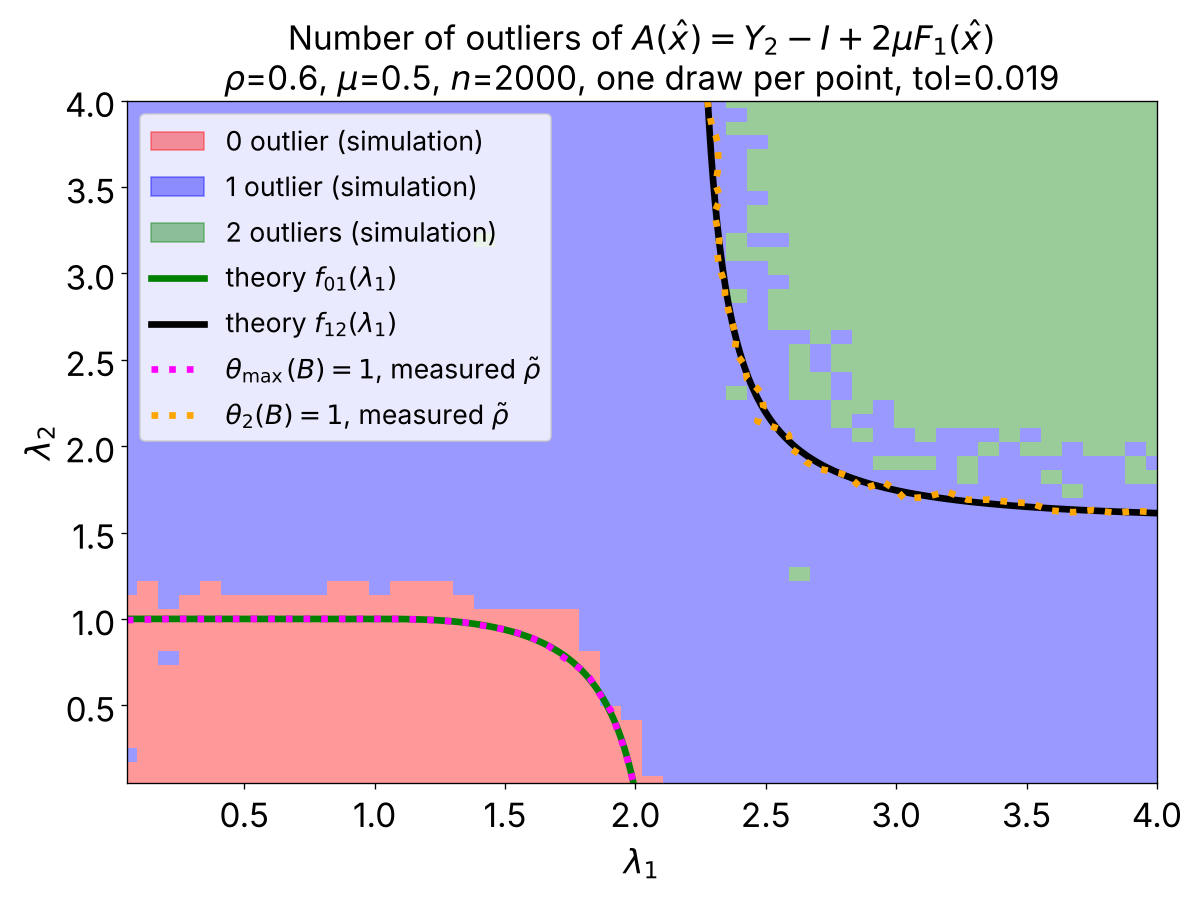 Number of outliers of A(x̂) = Y₂ − I + 2μF₁(x̂)
ρ=0.6, μ=0.5, n=2000, one draw per point, tol=0.019
0 outlier (simulation)
1 outlier (simulation)
2 outliers (simulation)
theory f₀₁(λ₁)
theory f₁₂(λ₁)
θₘₐₓ(B) = 1, measured ρ̃
θ₂(B) = 1, measured ρ̃
λ₂
4.0
3.5
3.0
2.5
2.0
1.5
1.0
0.5
0.5 1.0 1.5 2.0 2.5 3.0 3.5 4.0
λ₁